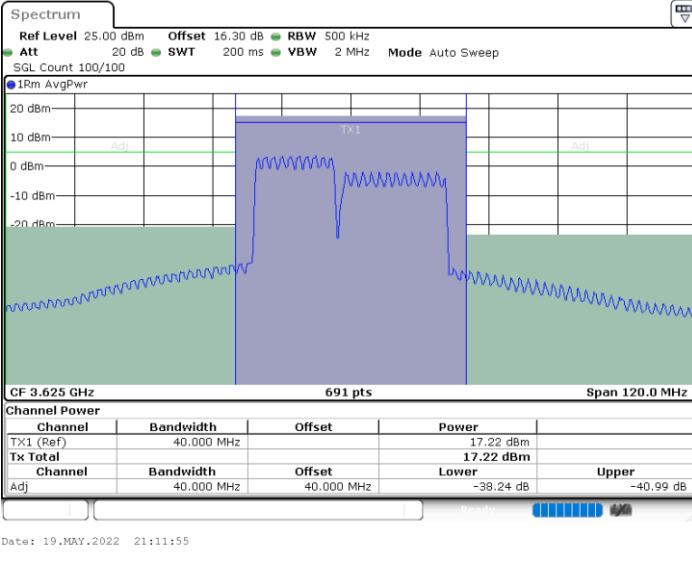 Spectrum
Ref Level 25.00 dBm Offset 16.30 dB RBW 500 kHz
Att 20 dB SWT 200 ms VBW 2 MHz Mode Auto Sweep
SGL Count 100/100
1Rm AvgPwr
20 dBm
TX1
10 dBm
Adj Adj
0 dBm
-10 dBm
-20 dBm
CF 3.625 GHz 691 pts Span 120.0 MHz
Channel Power
Channel Bandwidth Offset Power
TX1 (Ref) 40.000 MHz 17.22 dBm
Tx Total 17.22 dBm
Channel Bandwidth Offset Lower Upper
Adj 40.000 MHz 40.000 MHz -38.24 dB -40.99 dB
Ready
Date: 19.MAY.2022 21:11:55